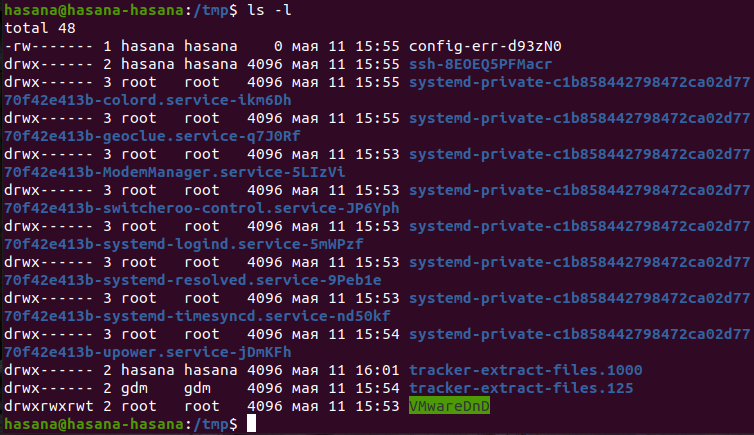 hasana@hasana-hasana:/tmp$ ls -l
total 48
-rw------- 1 hasana hasana    0 мая 11 15:55 config-err-d93zN0
drwx------ 2 hasana hasana 4096 мая 11 15:55 ssh-8EOEQ5PFMacr
drwx------ 3 root   root   4096 мая 11 15:55 systemd-private-c1b858442798472ca02d77
70f42e413b-colord.service-ikm6Dh
drwx------ 3 root   root   4096 мая 11 15:55 systemd-private-c1b858442798472ca02d77
70f42e413b-geoclue.service-q7J0Rf
drwx------ 3 root   root   4096 мая 11 15:53 systemd-private-c1b858442798472ca02d77
70f42e413b-ModemManager.service-5LIzVi
drwx------ 3 root   root   4096 мая 11 15:53 systemd-private-c1b858442798472ca02d77
70f42e413b-switcheroo-control.service-JP6Yph
drwx------ 3 root   root   4096 мая 11 15:53 systemd-private-c1b858442798472ca02d77
70f42e413b-systemd-logind.service-5mWPzf
drwx------ 3 root   root   4096 мая 11 15:53 systemd-private-c1b858442798472ca02d77
70f42e413b-systemd-resolved.service-9Peb1e
drwx------ 3 root   root   4096 мая 11 15:53 systemd-private-c1b858442798472ca02d77
70f42e413b-systemd-timesyncd.service-nd50kf
drwx------ 3 root   root   4096 мая 11 15:54 systemd-private-c1b858442798472ca02d77
70f42e413b-upower.service-jDmKFh
drwx------ 2 hasana hasana 4096 мая 11 16:01 tracker-extract-files.1000
drwx------ 2 gdm    gdm    4096 мая 11 15:54 tracker-extract-files.125
drwxrwxrwt 2 root   root   4096 мая 11 15:53 VMwareDnD
hasana@hasana-hasana:/tmp$